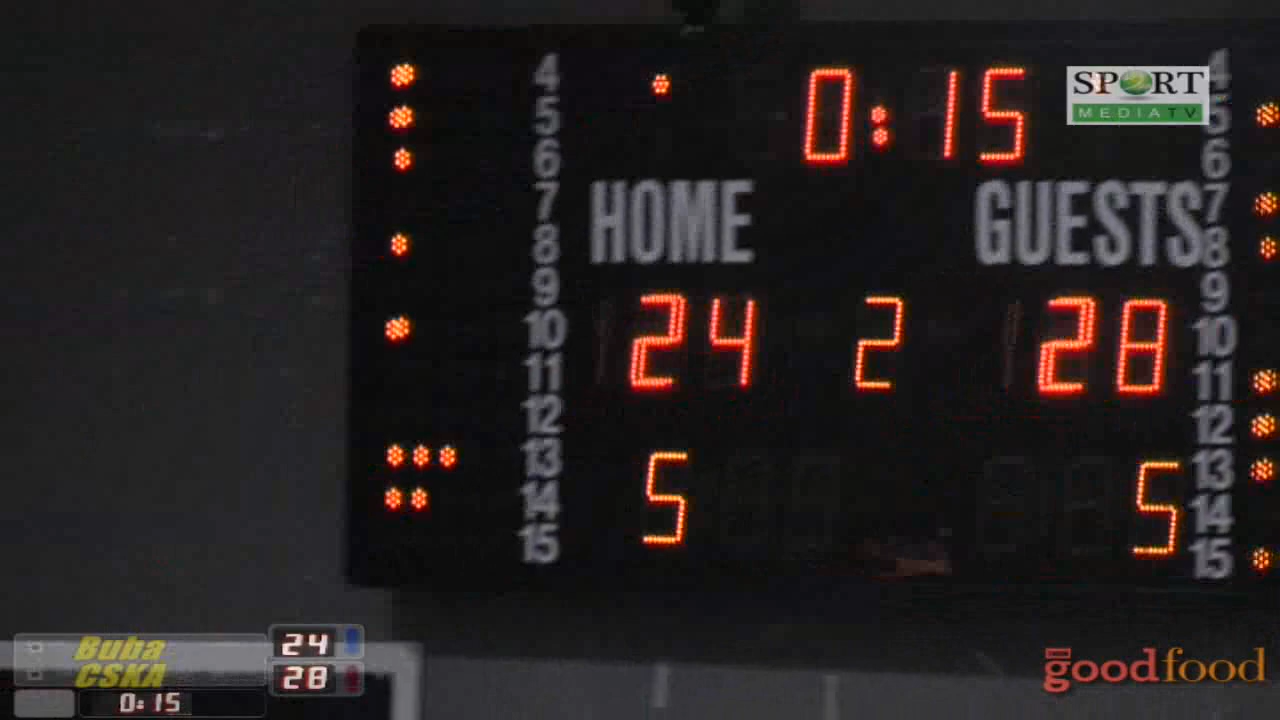 4 0:15 SPORT 4
5 MEDIATV 5
6 6
7 HOME GUESTS 7
8 8
9 9
10 24 2 28 10
11 11
12 12
13 5 5 13
14 14
15 15
Buba 24
CSKA 28
0:15
goodfood